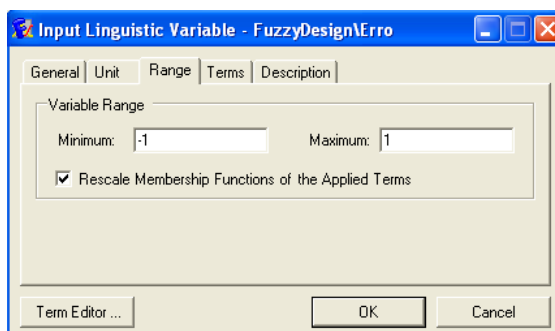 Input Linguistic Variable - FuzzyDesign\Erro
General Unit Range Terms Description
Variable Range
Minimum: -1 Maximum: 1
Rescale Membership Functions of the Applied Terms
Term Editor ... OK Cancel